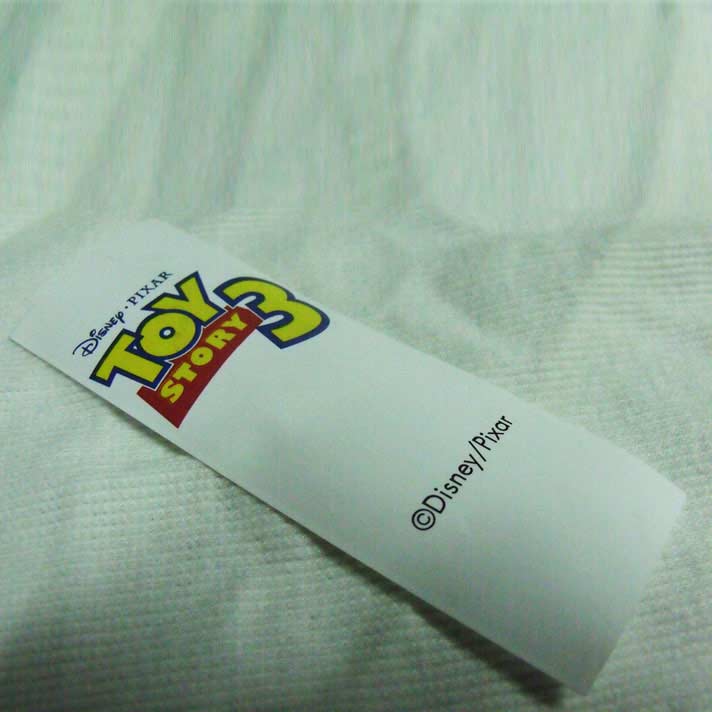 DISNEY · PIXAR
TOY
STORY 3
©Disney/Pixar